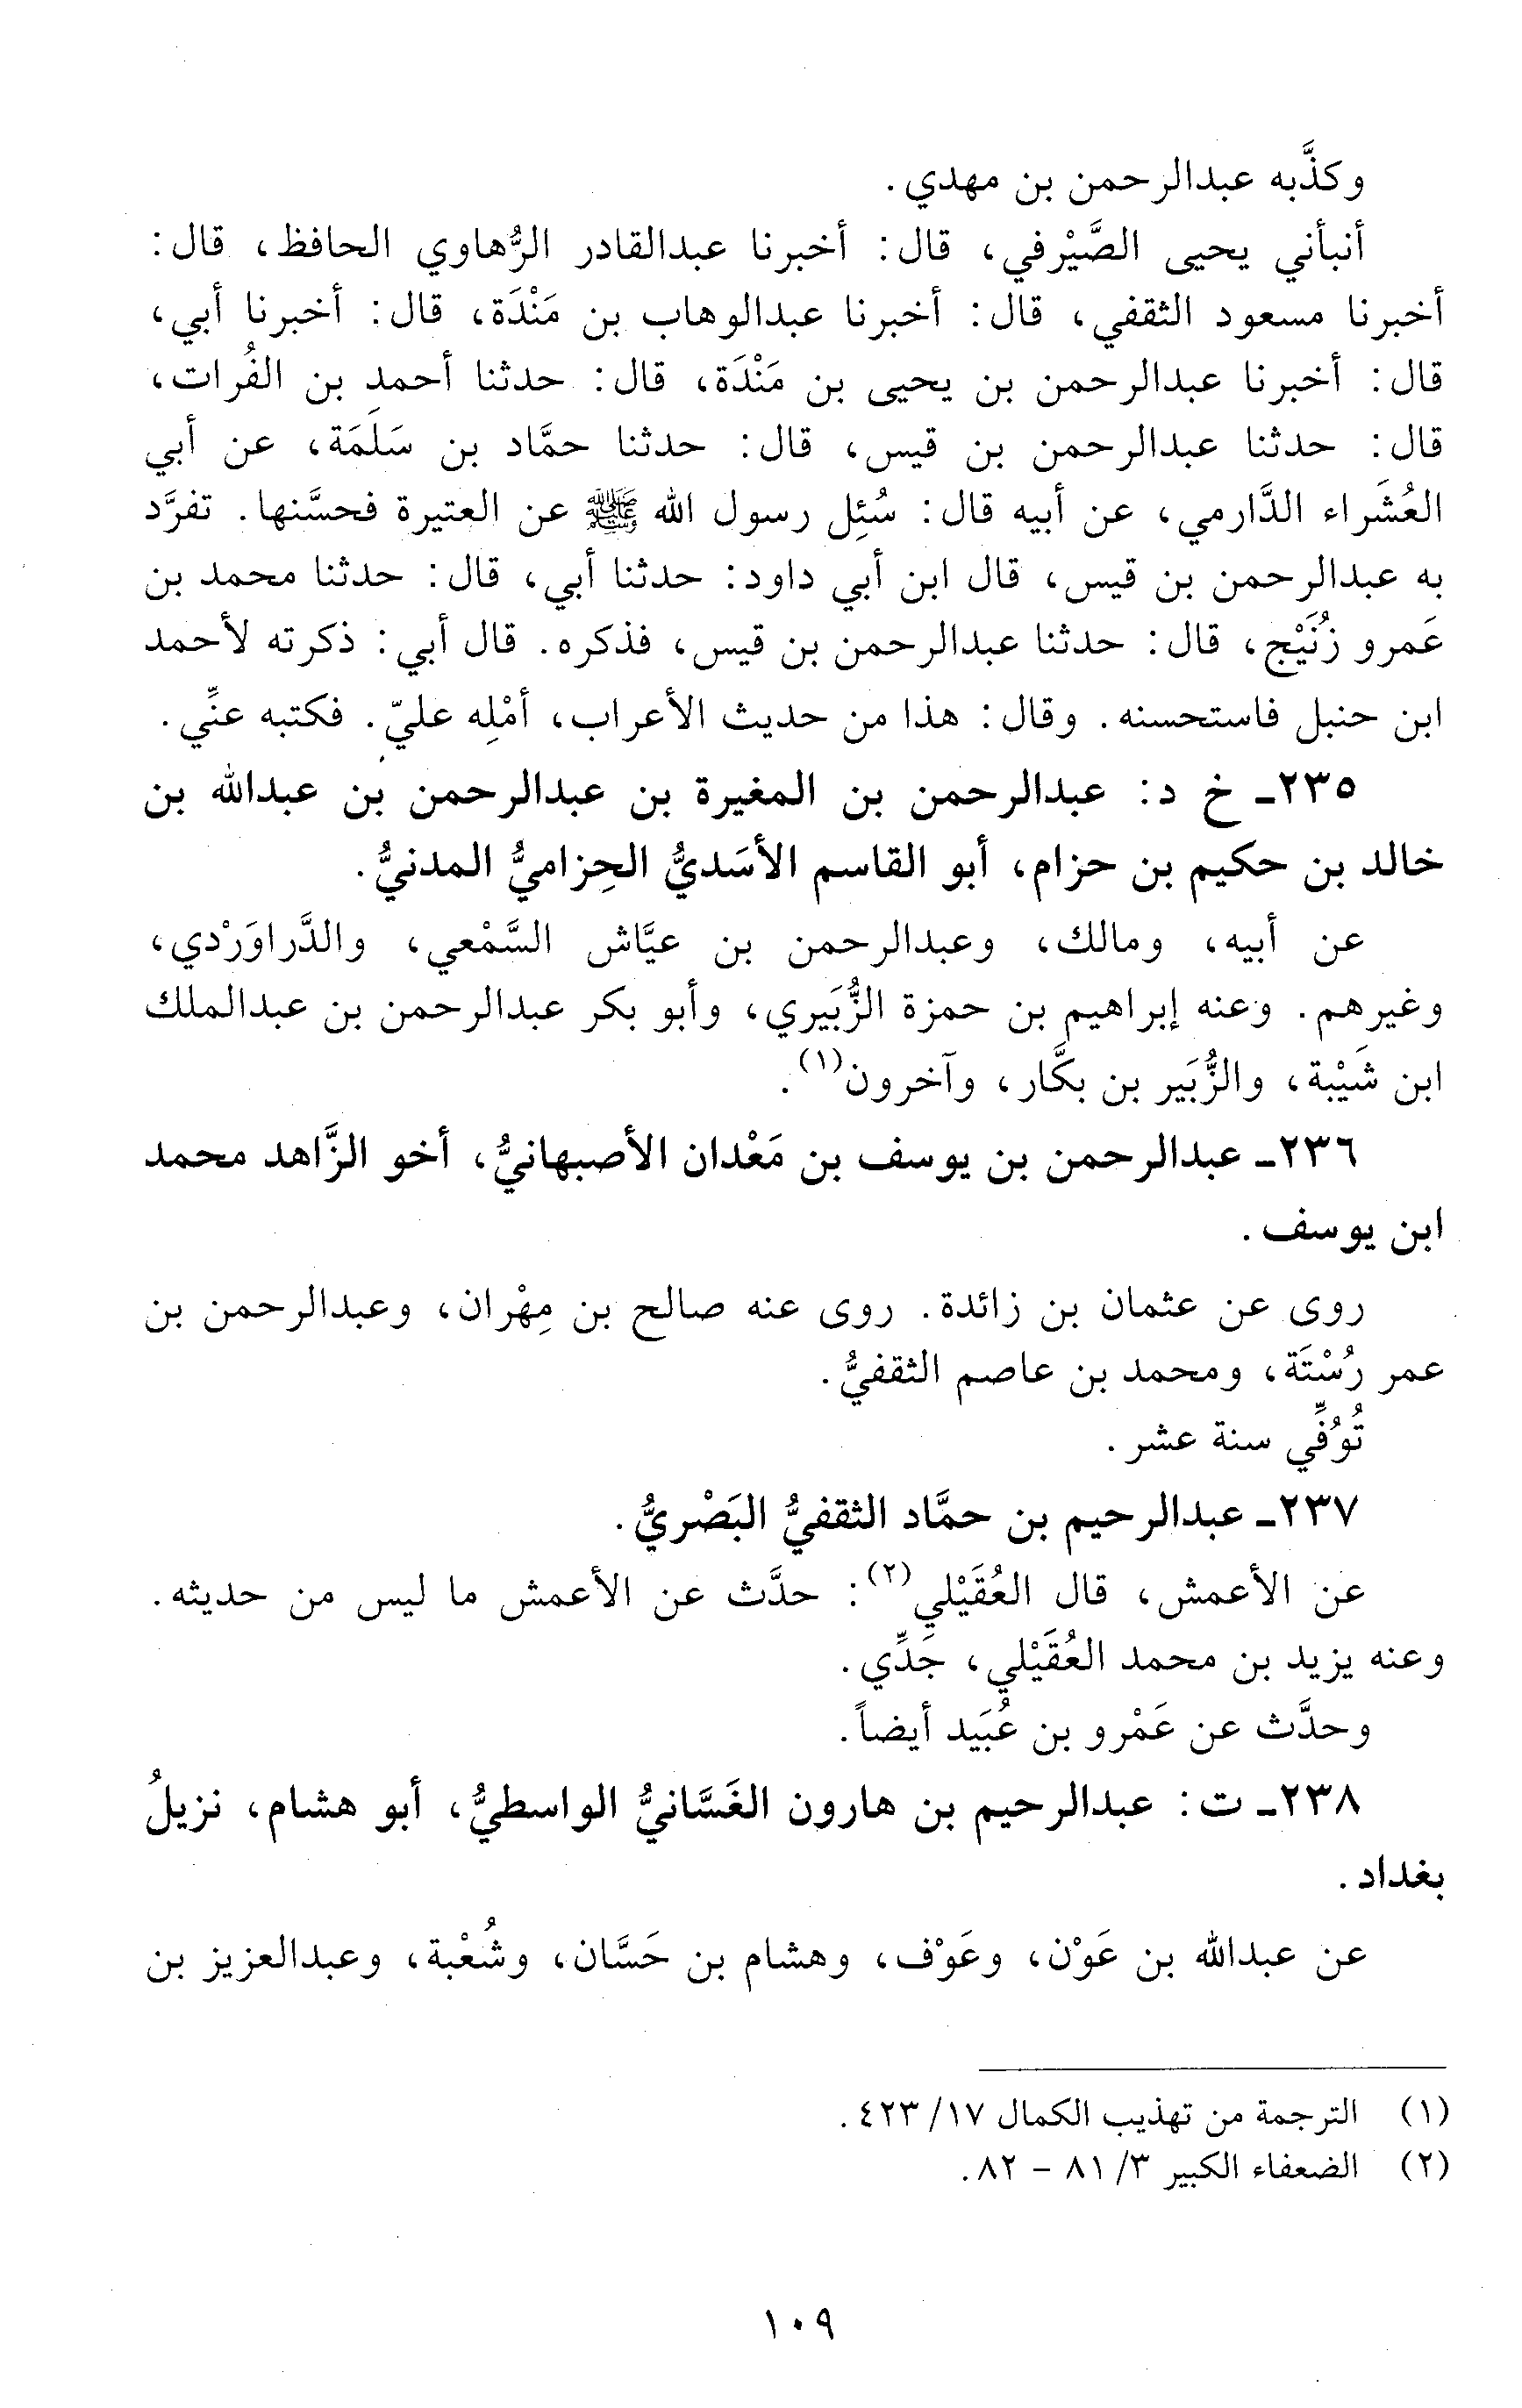 وكذَّبه عبدالرحمن بن مهدي.
أنبأني يحيى الصَّيْرفي، قال: أخبرنا عبدالقادر الرُّهاوي الحافظ، قال:
أخبرنا مسعود الثقفي، قال: أخبرنا عبدالوهاب بن مَنْدَة، قال: أخبرنا أبي،
قال: أخبرنا عبدالرحمن بن يحيى بن مَنْدَة، قال: حدثنا أحمد بن الفُرات،
قال: حدثنا عبدالرحمن بن قيس، قال: حدثنا حمَّاد بن سَلَمَة، عن أبي
العُشَراء الدَّارمي، عن أبيه قال: سُئِل رسول الله ﷺ عن العتيرة فحسَّنها. تفرَّد
به عبدالرحمن بن قيس، قال ابن أبي داود: حدثنا أبي، قال: حدثنا محمد بن
عَمرو زُنَيْج، قال: حدثنا عبدالرحمن بن قيس، فذكره. قال أبي: ذكرته لأحمد
ابن حنبل فاستحسنه. وقال: هذا من حديث الأعراب، أمْلِه عليّ. فكتبه عنِّي.
٢٣٥ـ خ د: عبدالرحمن بن المغيرة بن عبدالرحمن بن عبدالله بن
خالد بن حكيم بن حزام، أبو القاسم الأسَديُّ الحِزاميُّ المدنيُّ.
عن أبيه، ومالك، وعبدالرحمن بن عيَّاش السَّمْعي، والدَّراوَرْدي،
وغيرهم. وعنه إبراهيم بن حمزة الزُّبَيري، وأبو بكر عبدالرحمن بن عبدالملك
ابن شَيْبة، والزُّبَير بن بكَّار، وآخرون(١).
٢٣٦ـ عبدالرحمن بن يوسف بن مَعْدان الأصبهانيُّ، أخو الزَّاهد محمد
ابن يوسف.
روى عن عثمان بن زائدة. روى عنه صالح بن مِهْران، وعبدالرحمن بن
عمر رُسْتَة، ومحمد بن عاصم الثقفيُّ.
تُوُفِّي سنة عشر.
٢٣٧ـ عبدالرحيم بن حمَّاد الثقفيُّ البَصْريُّ.
عن الأعمش، قال العُقَيْلي(٢): حدَّث عن الأعمش ما ليس من حديثه.
وعنه يزيد بن محمد العُقَيْلي، جَدِّي.
وحدَّث عن عَمْرو بن عُبَيد أيضاً.
٢٣٨ـ ت: عبدالرحيم بن هارون الغَسَّانيُّ الواسطيُّ، أبو هشام، نزيلُ
بغداد.
عن عبدالله بن عَوْن، وعَوْف، وهشام بن حَسَّان، وشُعْبة، وعبدالعزيز بن
(١) الترجمة من تهذيب الكمال ١٧/ ٤٢٣.
(٢) الضعفاء الكبير ٣/ ٨١ - ٨٢.
١٠٩